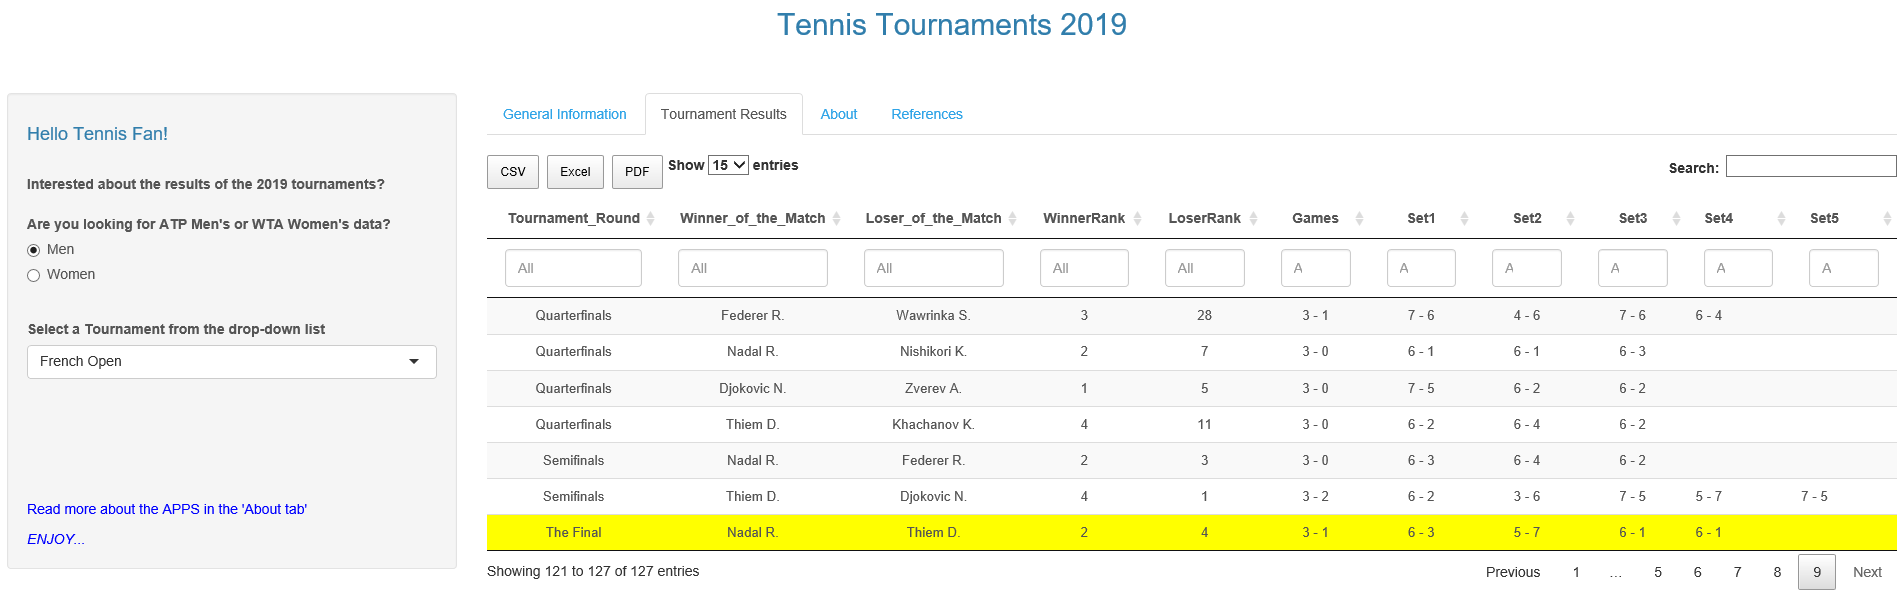 Tennis Tournaments 2019
Hello Tennis Fan!
Interested about the results of the 2019 tournaments?
Are you looking for ATP Men's or WTA Women's data?
Men
Women
Select a Tournament from the drop-down list
French Open
Read more about the APPS in the 'About tab'
ENJOY...
General Information Tournament Results About References
CSV Excel PDF Show 15 entries Search:
Tournament_Round Winner_of_the_Match Loser_of_the_Match WinnerRank LoserRank Games Set1 Set2 Set3 Set4 Set5
All All All All All A A A A A A
Quarterfinals Federer R. Wawrinka S. 3 28 3 - 1 7 - 6 4 - 6 7 - 6 6 - 4
Quarterfinals Nadal R. Nishikori K. 2 7 3 - 0 6 - 1 6 - 1 6 - 3
Quarterfinals Djokovic N. Zverev A. 1 5 3 - 0 7 - 5 6 - 2 6 - 2
Quarterfinals Thiem D. Khachanov K. 4 11 3 - 0 6 - 2 6 - 4 6 - 2
Semifinals Nadal R. Federer R. 2 3 3 - 0 6 - 3 6 - 4 6 - 2
Semifinals Thiem D. Djokovic N. 4 1 3 - 2 6 - 2 3 - 6 7 - 5 5 - 7 7 - 5
The Final Nadal R. Thiem D. 2 4 3 - 1 6 - 3 5 - 7 6 - 1 6 - 1
Showing 121 to 127 of 127 entries Previous 1 ... 5 6 7 8 9 Next